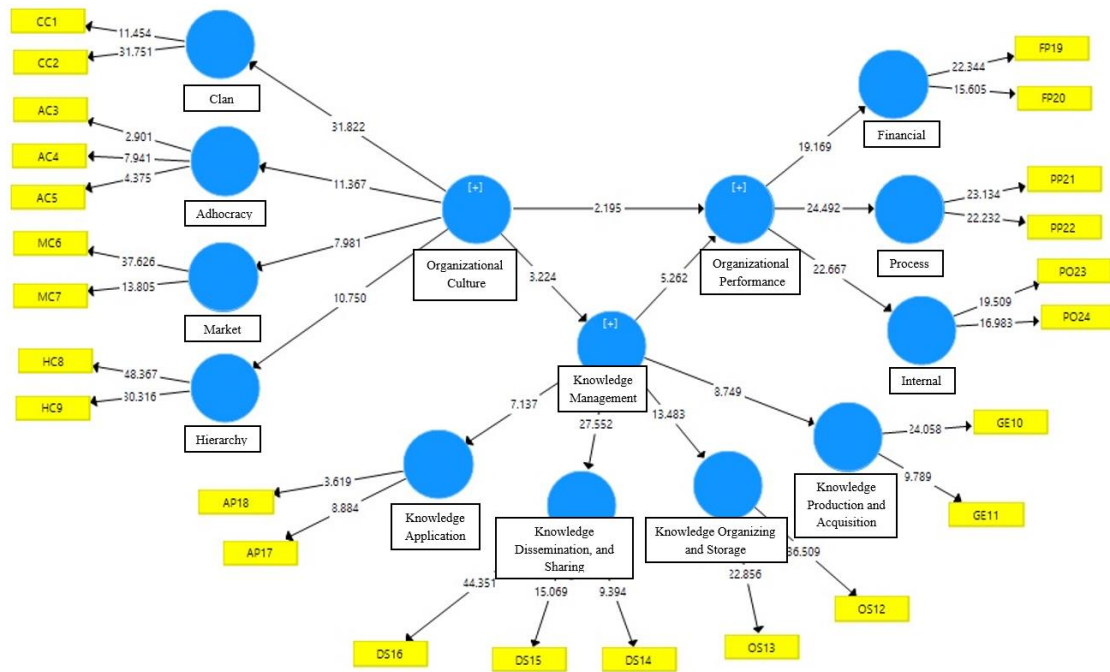 CC1
11.454
CC2
31.751
Clan
AC3
2.901
AC4
7.941
AC5
4.375
Adhocracy
MC6
37.626
MC7
13.805
Market
HC8
48.367
HC9
30.316
Hierarchy
31.822
11.367
7.981
10.750
[+]
Organizational
Culture
2.195
3.224
[+]
Organizational
Performance
5.262
19.169
24.492
22.667
Financial
22.344
FP19
15.605
FP20
Process
23.134
PP21
22.232
PP22
Internal
19.509
PO23
16.983
PO24
[+]
Knowledge
Management
7.137
27.552
13.483
8.749
Knowledge
Application
3.619
AP18
8.884
AP17
Knowledge
Dissemination, and
Sharing
44.351
DS16
15.069
DS15
9.394
DS14
Knowledge Organizing
and Storage
22.856
OS13
36.509
OS12
Knowledge
Production and
Acquisition
24.058
GE10
9.789
GE11